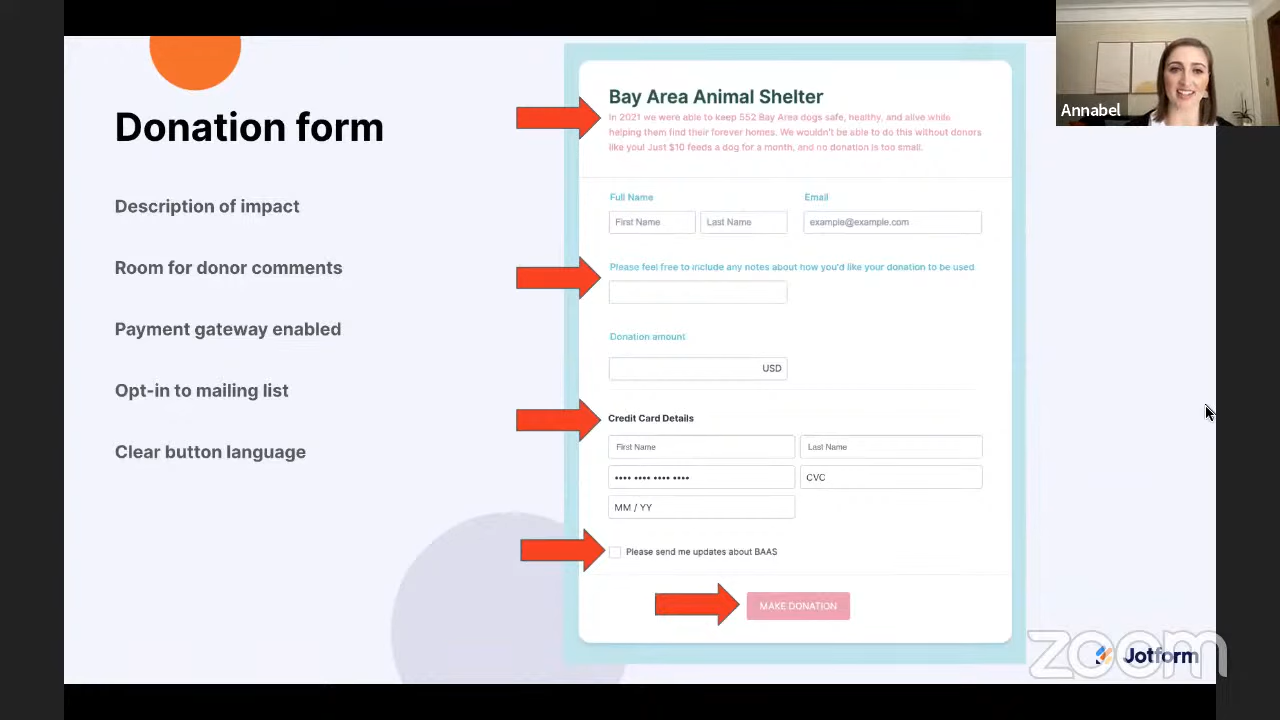 Annabel
Donation form
Description of impact
Room for donor comments
Payment gateway enabled
Opt-in to mailing list
Clear button language
Bay Area Animal Shelter
In 2021 we were able to keep 552 Bay Area dogs safe, healthy, and alive while
helping them find their forever homes. We wouldn't be able to do this without donors
like you! Just $10 feeds a dog for a month, and no donation is too small.
Full Name
Email
First Name
Last Name
example@example.com
Please feel free to include any notes about how you'd like your donation to be used
Donation amount
USD
Credit Card Details
First Name
Last Name
•••• •••• •••• ••••
CVC
MM / YY
Please send me updates about BAAS
MAKE DONATION
zoom
Jotform